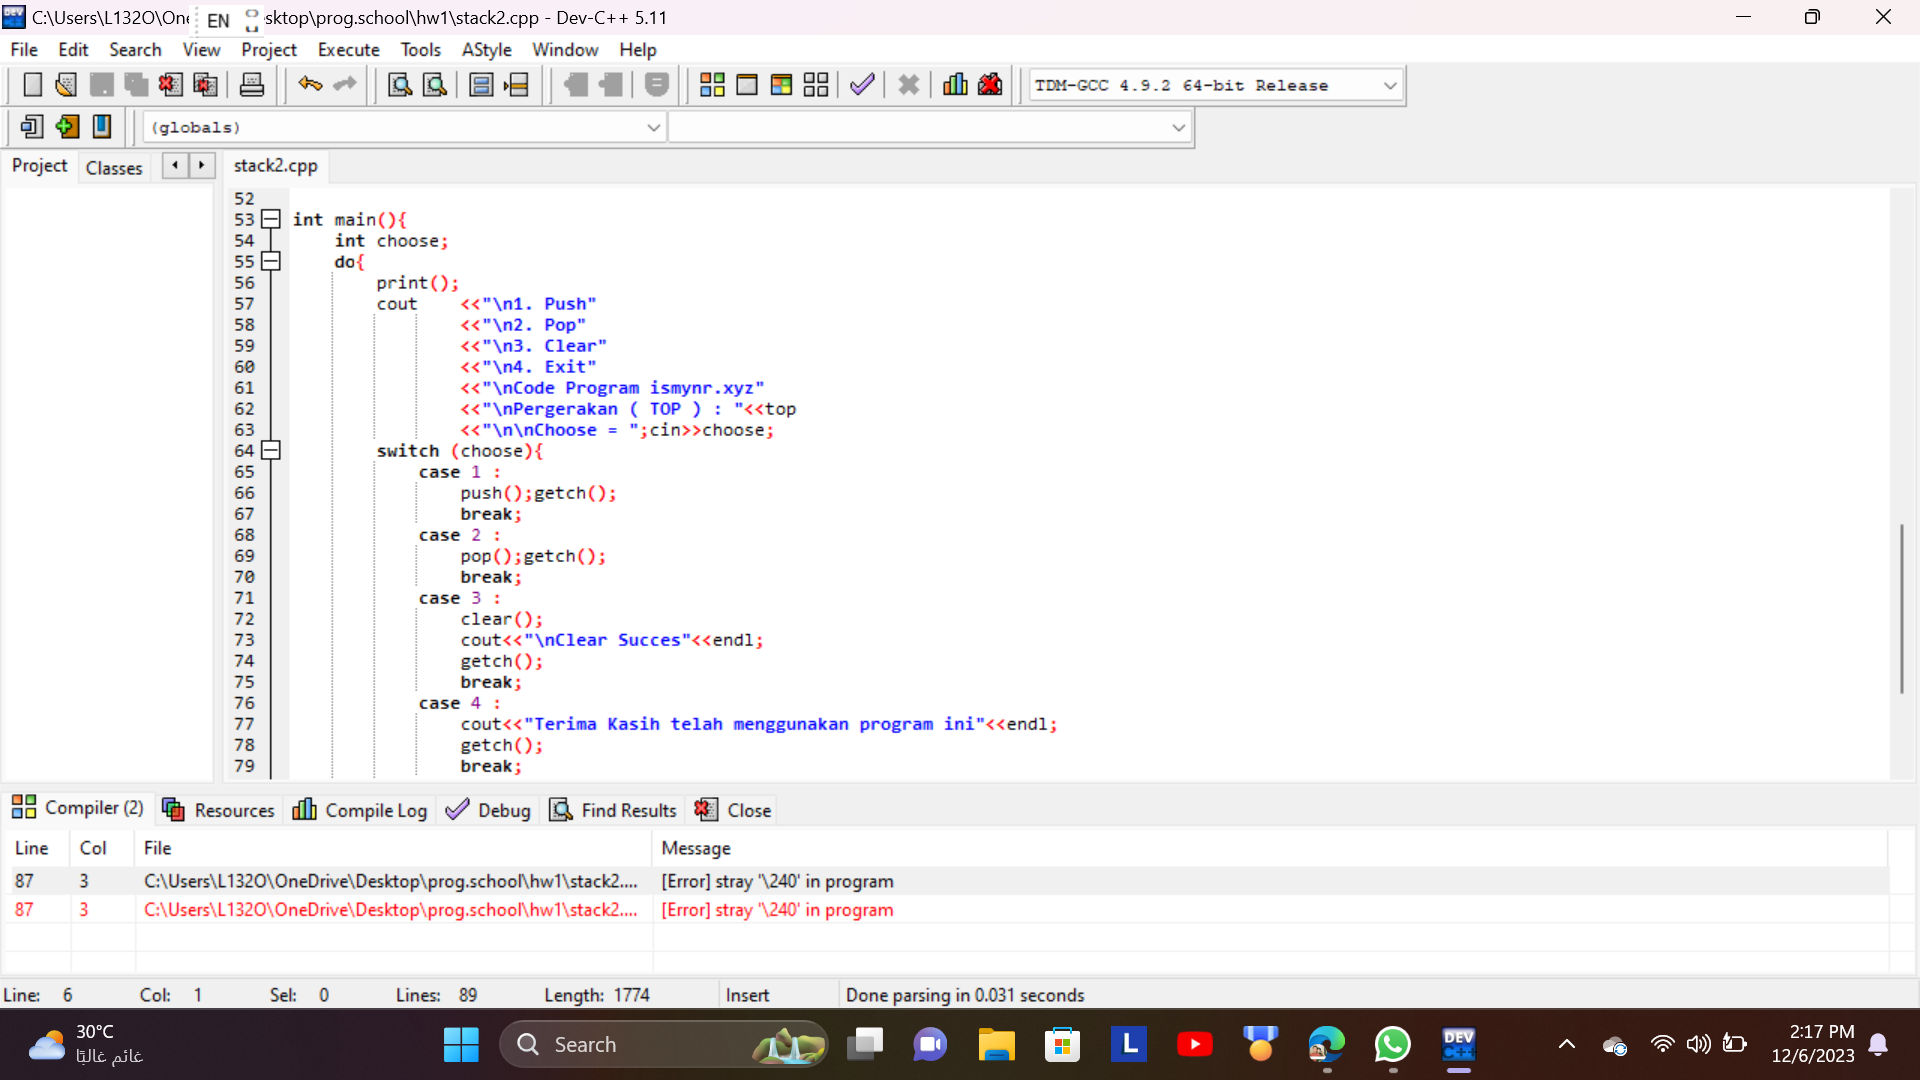 C:\Users\L132O\One EN sktop\prog.school\hw1\stack2.cpp - Dev-C++ 5.11
File Edit Search View Project Execute Tools AStyle Window Help
TDM-GCC 4.9.2 64-bit Release
(globals)
Project Classes stack2.cpp
52
53 int main(){
54 int choose;
55 do{
56 print();
57 cout <<"\n1. Push"
58 <<"\n2. Pop"
59 <<"\n3. Clear"
60 <<"\n4. Exit"
61 <<"\nCode Program ismynr.xyz"
62 <<"\nPergerakan ( TOP ) : "<<top
63 <<"\n\nChoose = ";cin>>choose;
64 switch (choose){
65 case 1 :
66 push();getch();
67 break;
68 case 2 :
69 pop();getch();
70 break;
71 case 3 :
72 clear();
73 cout<<"\nClear Succes"<<endl;
74 getch();
75 break;
76 case 4 :
77 cout<<"Terima Kasih telah menggunakan program ini"<<endl;
78 getch();
79 break;
Compiler (2) Resources Compile Log Debug Find Results Close
Line Col File Message
87 3 C:\Users\L132O\OneDrive\Desktop\prog.school\hw1\stack2.... [Error] stray '\240' in program
87 3 C:\Users\L132O\OneDrive\Desktop\prog.school\hw1\stack2.... [Error] stray '\240' in program
Line: 6 Col: 1 Sel: 0 Lines: 89 Length: 1774 Insert Done parsing in 0.031 seconds
30°C
غائم غالبًا
Search
L
DEV C++
2:17 PM
12/6/2023